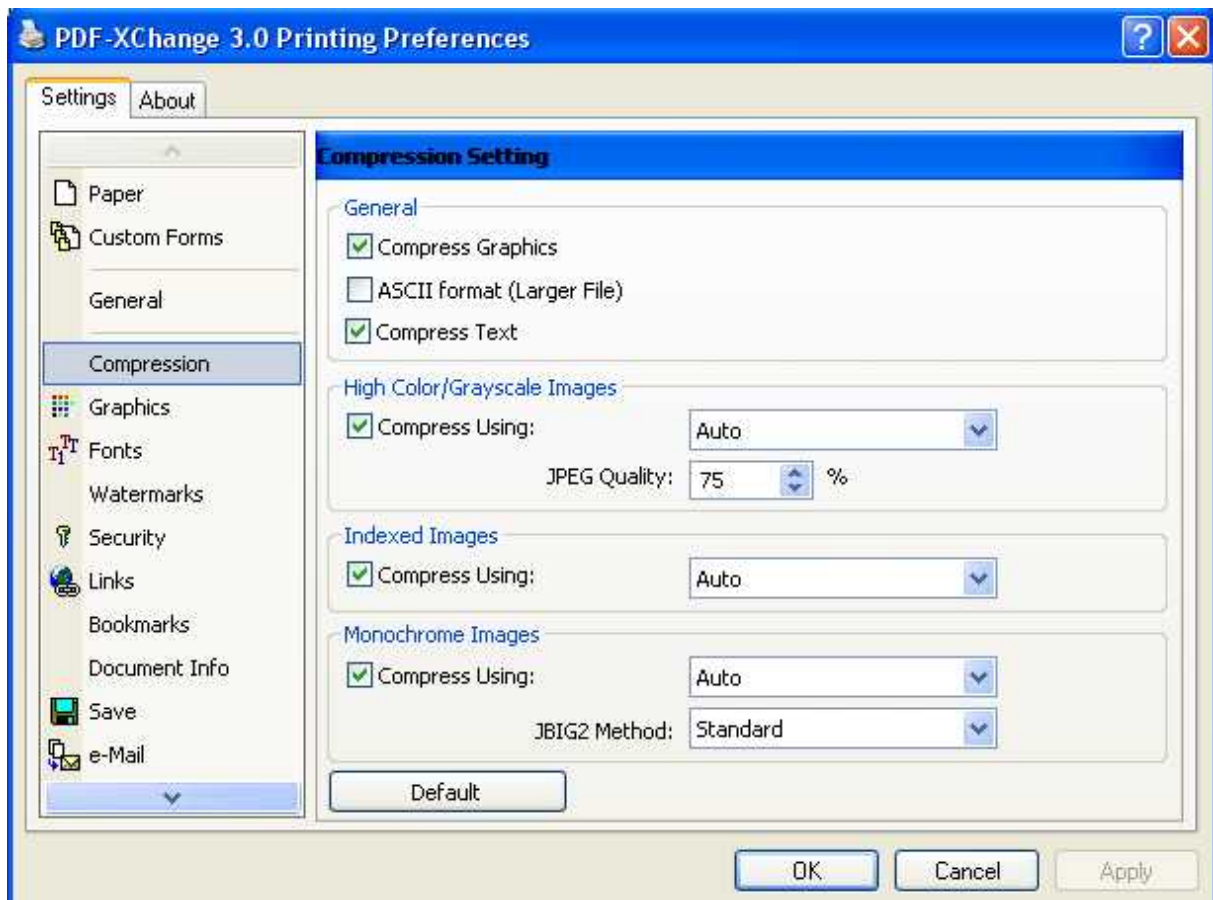 PDF-XChange 3.0 Printing Preferences
Settings
About
Paper
Custom Forms
General
Compression
Graphics
Fonts
Watermarks
Security
Links
Bookmarks
Document Info
Save
e-Mail
Compression Setting
General
Compress Graphics
ASCII format (Larger File)
Compress Text
High Color/Grayscale Images
Compress Using: Auto
JPEG Quality: 75 %
Indexed Images
Compress Using: Auto
Monochrome Images
Compress Using: Auto
JBIG2 Method: Standard
Default
OK Cancel Apply